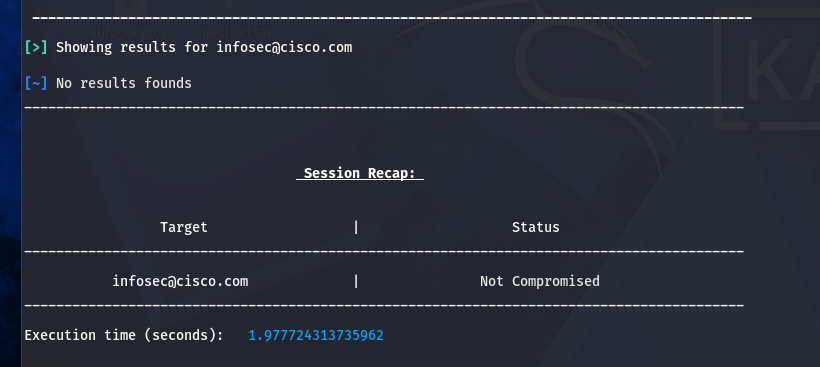 [>] Showing results for infosec@cisco.com
[~] No results founds
Session Recap:
Target | Status
infosec@cisco.com | Not Compromised
Execution time (seconds): 1.977724313735962
KA